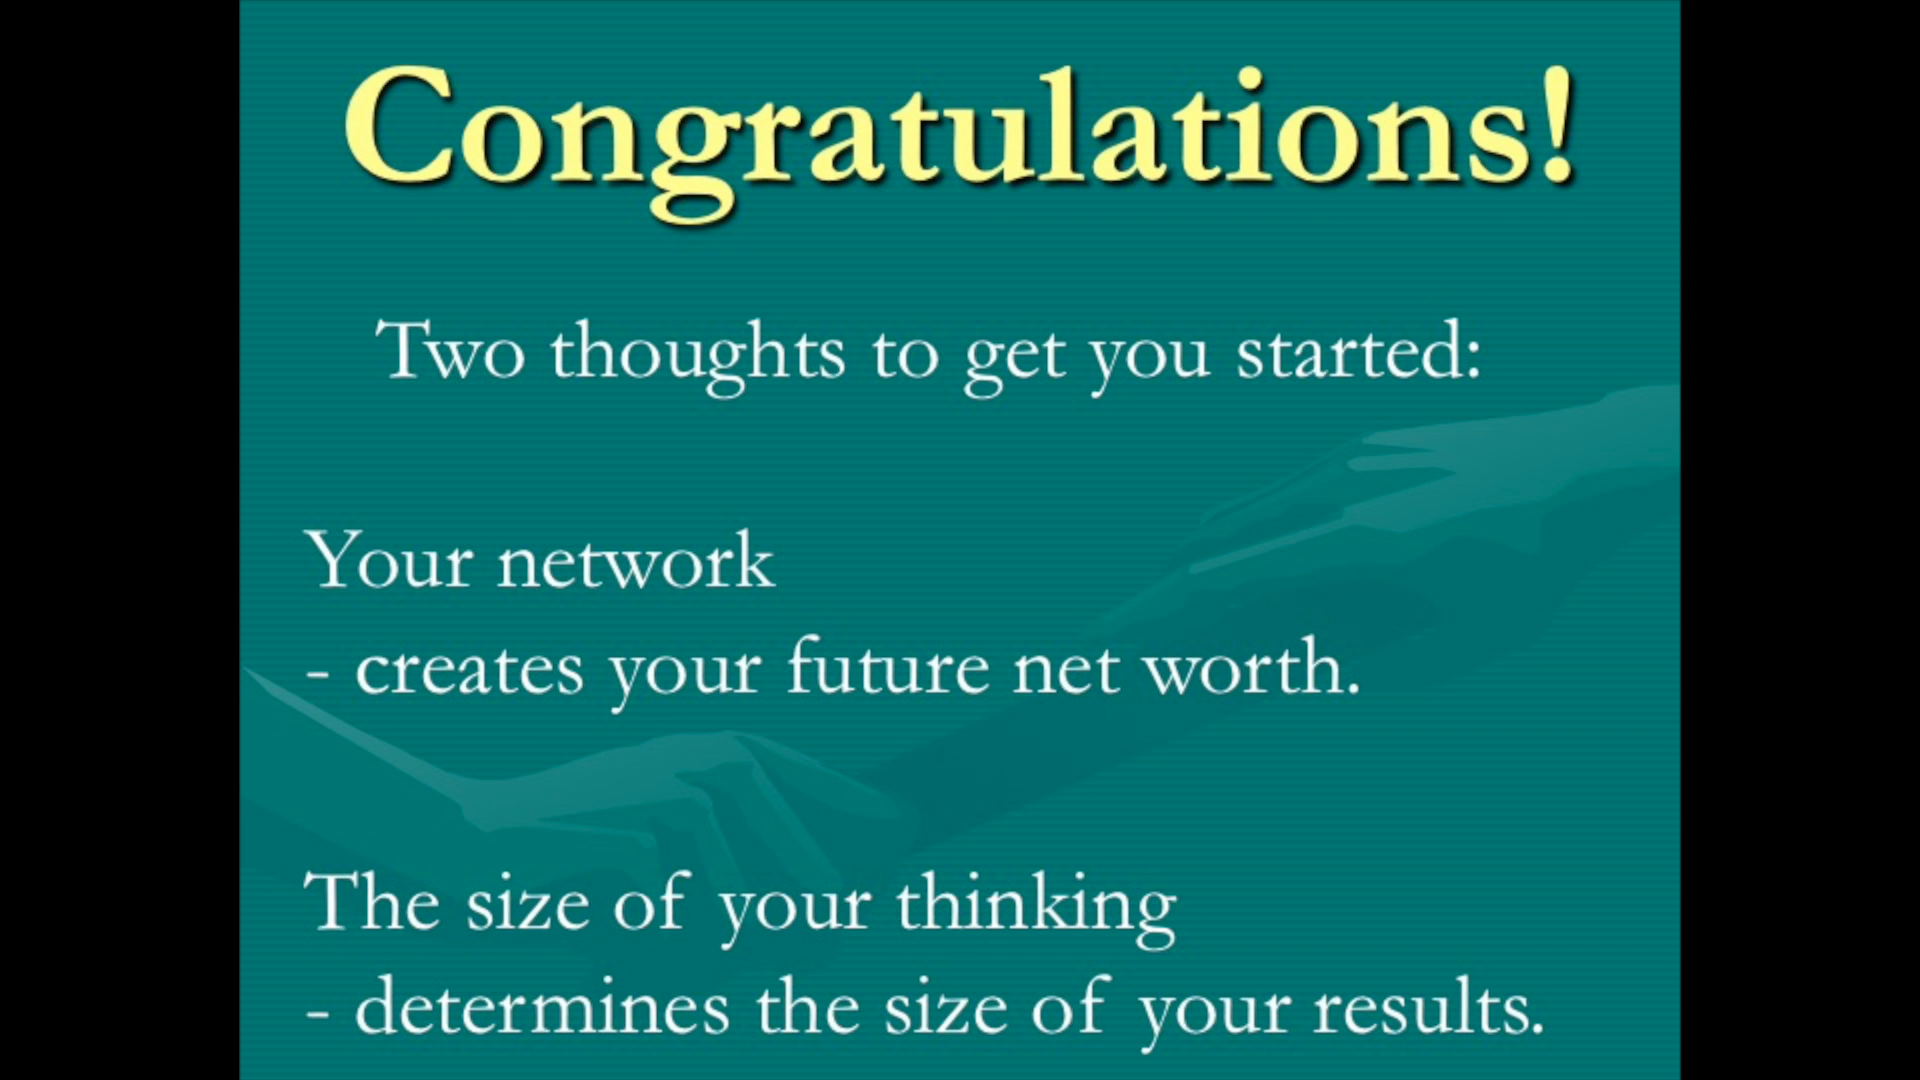 Congratulations!
Two thoughts to get you started:
Your network
- creates your future net worth.
The size of your thinking
- determines the size of your results.